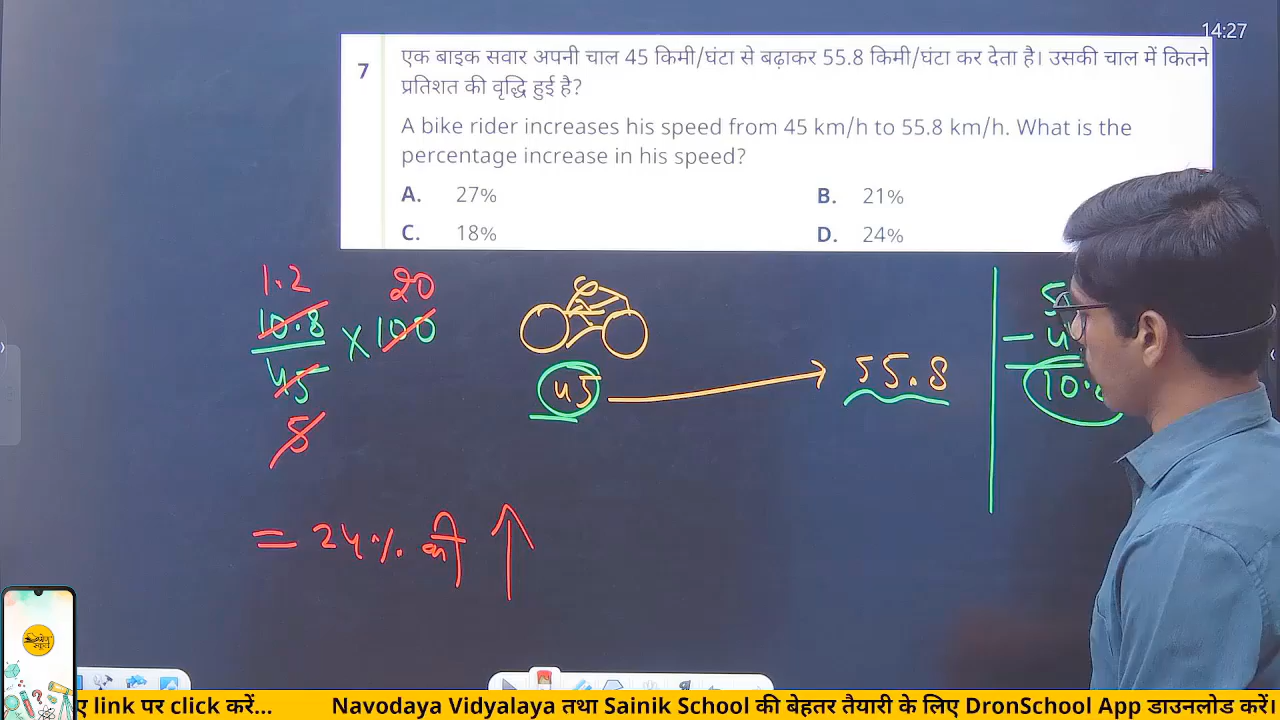 14:27
7
एक बाइक सवार अपनी चाल 45 किमी/घंटा से बढ़ाकर 55.8 किमी/घंटा कर देता है। उसकी चाल में कितने
प्रतिशत की वृद्धि हुई है?
A bike rider increases his speed from 45 km/h to 55.8 km/h. What is the
percentage increase in his speed?
A. 27% B. 21%
C. 18% D. 24%
1.2 20
10.8 × 100
45
5
45 → 55.8
= 24% की ↑
link पर click करें... Navodaya Vidyalaya तथा Sainik School की बेहतर तैयारी के लिए DronSchool App डाउनलोड करें।